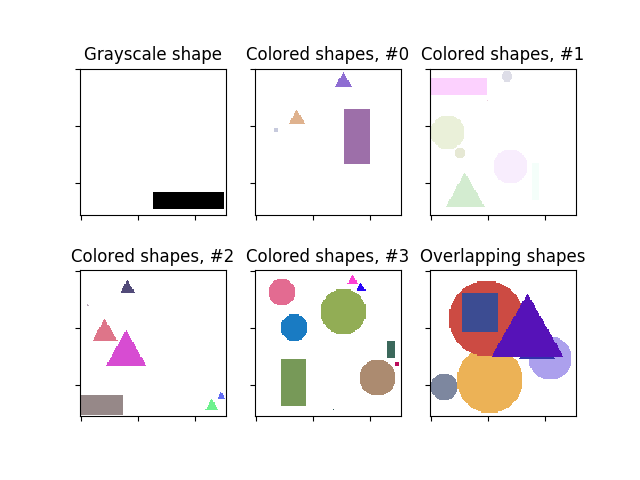 Grayscale shape
Colored shapes, #0
Colored shapes, #1
Colored shapes, #2
Colored shapes, #3
Overlapping shapes